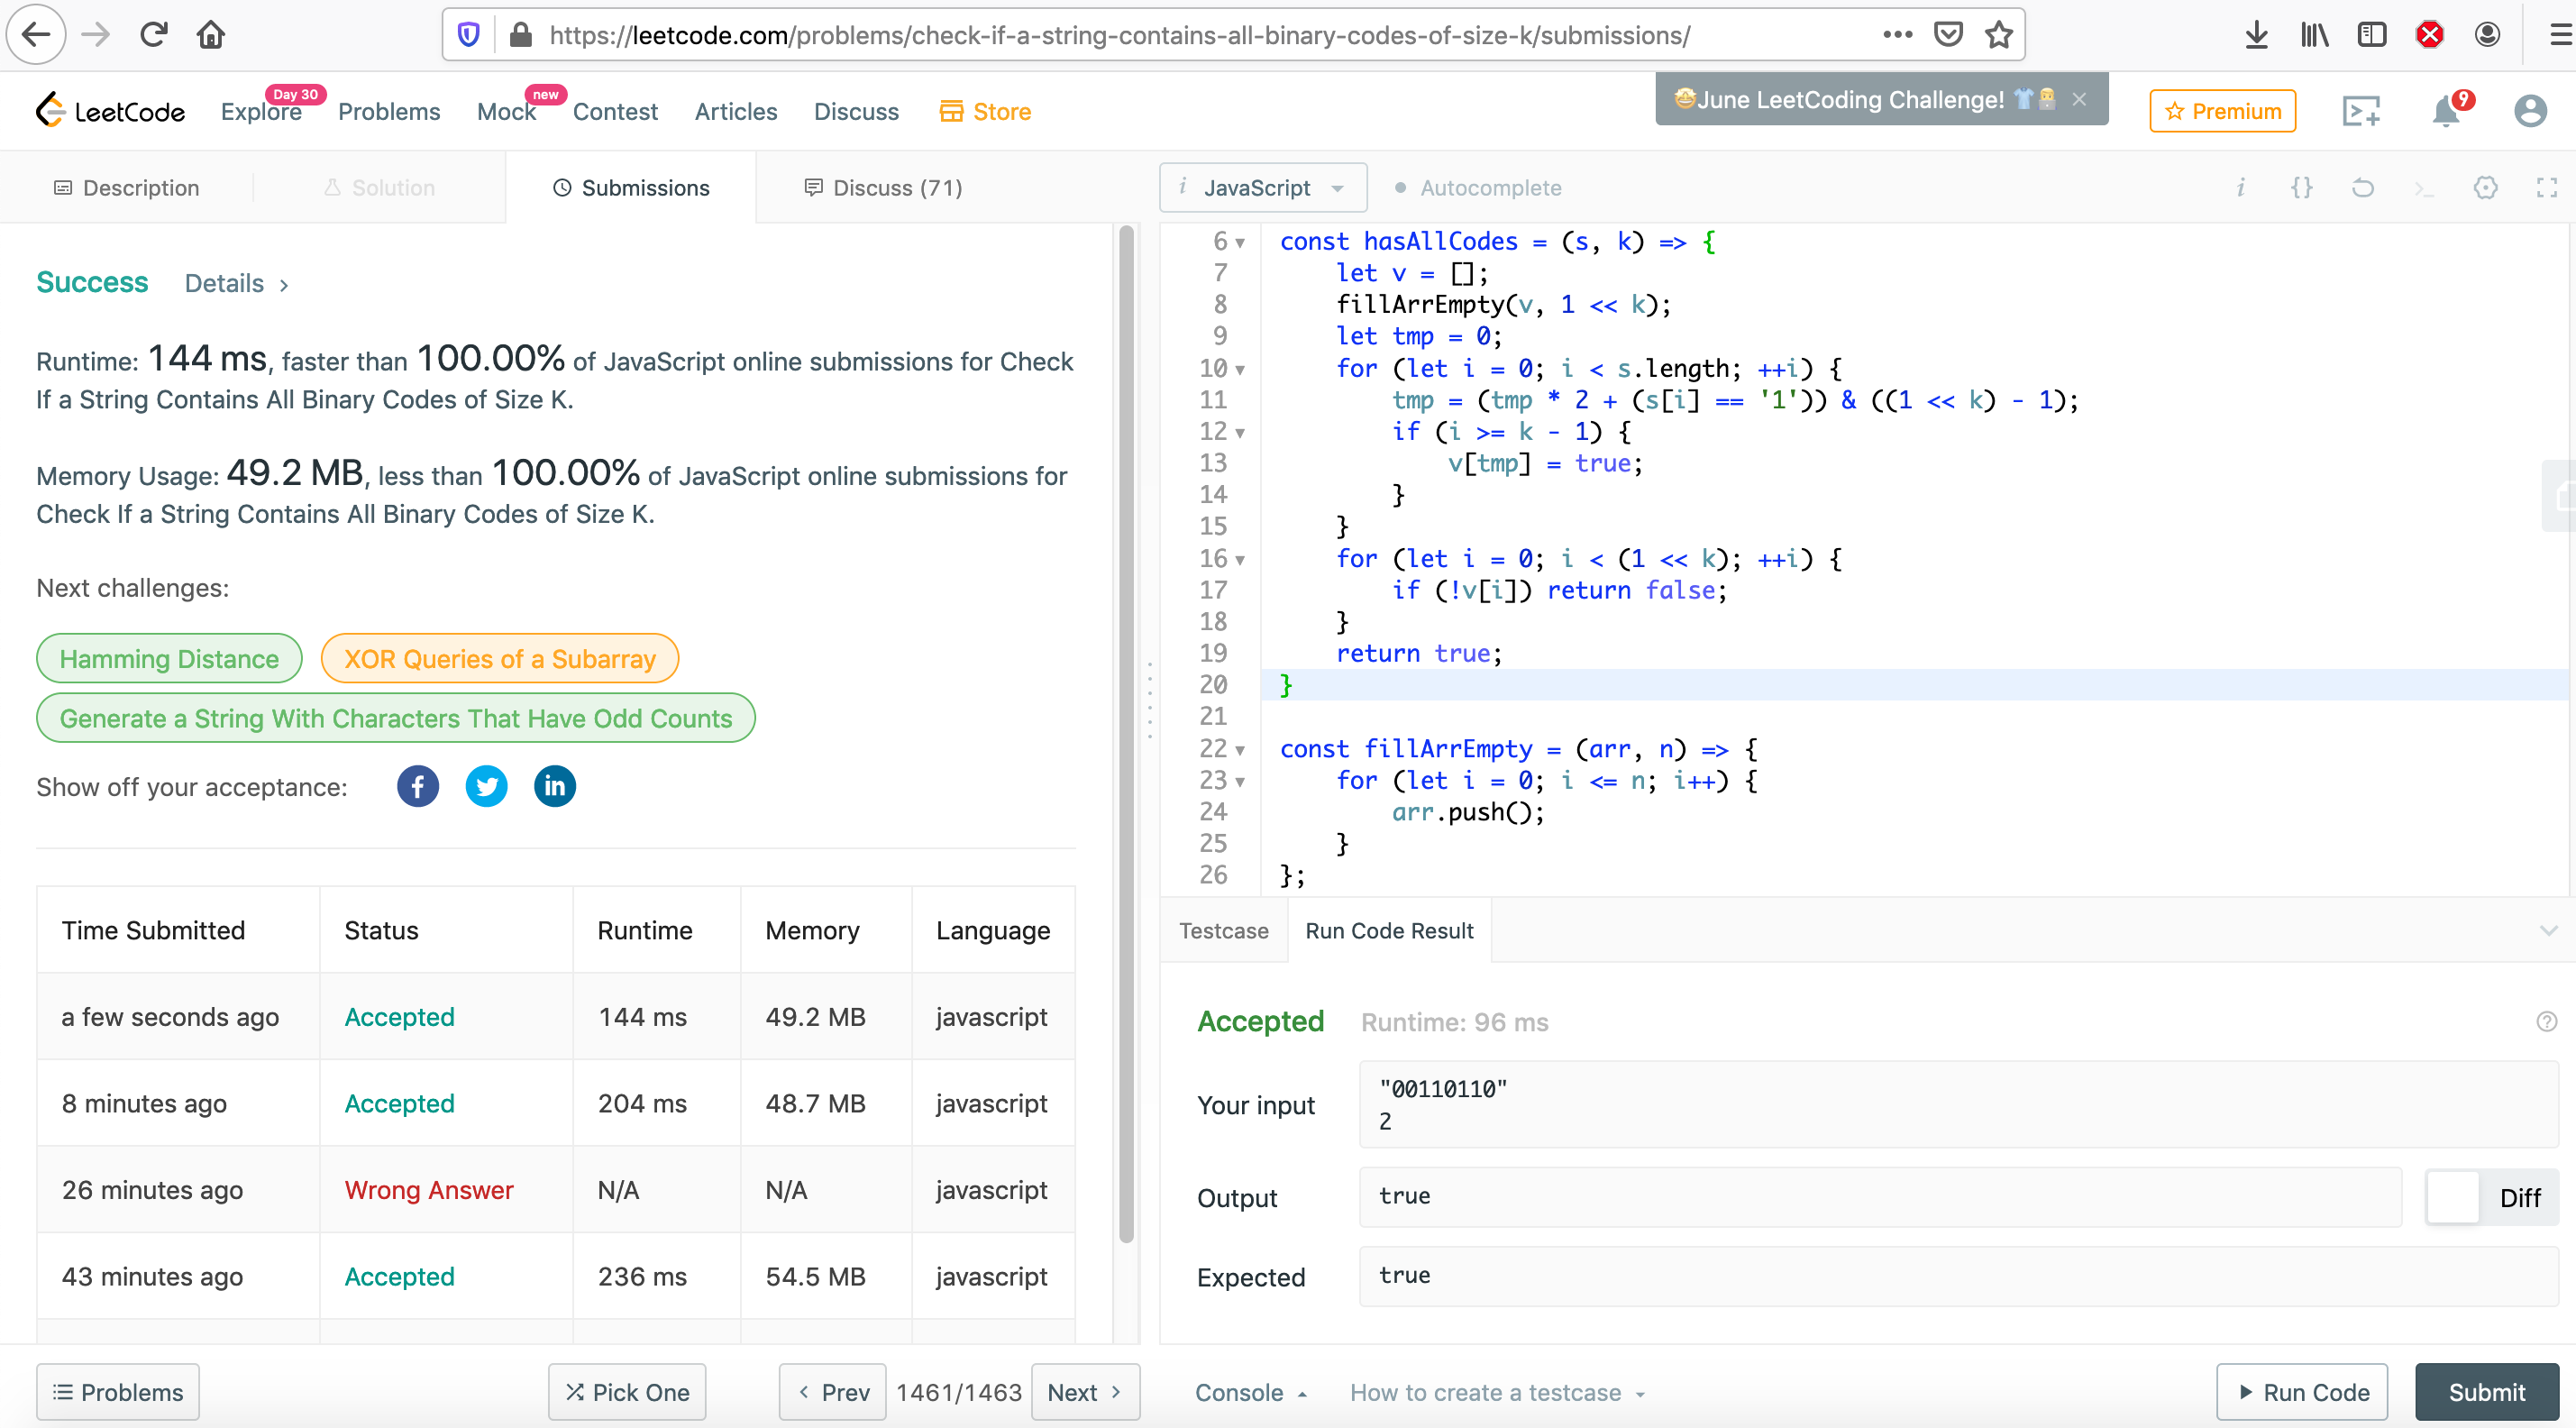 https://leetcode.com/problems/check-if-a-string-contains-all-binary-codes-of-size-k/submissions/
LeetCode
Explore
Day 30
Problems
Mock
new
Contest
Articles
Discuss
Store
🤩June LeetCoding Challenge! 👕👨‍💻 ×
Premium
9
Description
Solution
Submissions
Discuss (71)
i JavaScript
Autocomplete
Success
Details >
Runtime: 144 ms, faster than 100.00% of JavaScript online submissions for Check
If a String Contains All Binary Codes of Size K.
Memory Usage: 49.2 MB, less than 100.00% of JavaScript online submissions for
Check If a String Contains All Binary Codes of Size K.
Next challenges:
Hamming Distance
XOR Queries of a Subarray
Generate a String With Characters That Have Odd Counts
Show off your acceptance:
Time Submitted Status Runtime Memory Language
a few seconds ago Accepted 144 ms 49.2 MB javascript
8 minutes ago Accepted 204 ms 48.7 MB javascript
26 minutes ago Wrong Answer N/A N/A javascript
43 minutes ago Accepted 236 ms 54.5 MB javascript
6 const hasAllCodes = (s, k) => {
7 let v = [];
8 fillArrEmpty(v, 1 << k);
9 let tmp = 0;
10 for (let i = 0; i < s.length; ++i) {
11 tmp = (tmp * 2 + (s[i] == '1')) & ((1 << k) - 1);
12 if (i >= k - 1) {
13 v[tmp] = true;
14 }
15 }
16 for (let i = 0; i < (1 << k); ++i) {
17 if (!v[i]) return false;
18 }
19 return true;
20 }
21
22 const fillArrEmpty = (arr, n) => {
23 for (let i = 0; i <= n; i++) {
24 arr.push();
25 }
26 };
Testcase
Run Code Result
Accepted
Runtime: 96 ms
Your input
"00110110"
2
Output
true
Diff
Expected
true
Problems
Pick One
< Prev
1461/1463
Next >
Console
How to create a testcase
Run Code
Submit